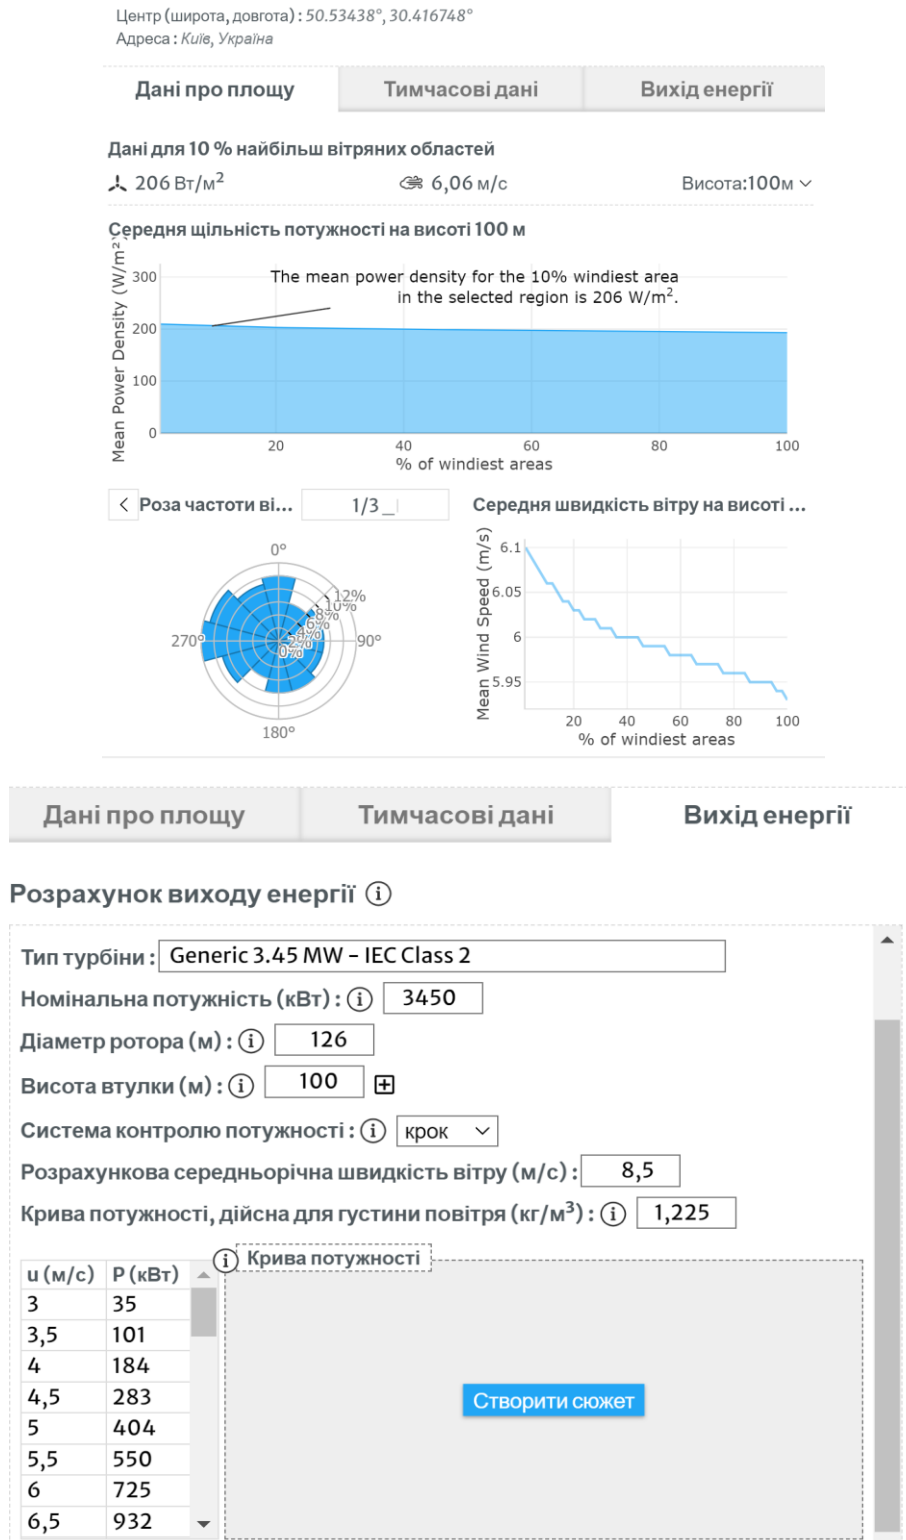 Центр (широта, довгота) : 50.53438°, 30.416748°
Адреса : Київ, Україна
Дані про площу Тимчасові дані Вихід енергії
Дані для 10 % найбільш вітряних областей
206 Вт/м² 6,06 м/с Висота:100м
Середня щільність потужності на висоті 100 м
Mean Power Density (W/m²)
300
200
100
0
The mean power density for the 10% windiest area
in the selected region is 206 W/m².
20 40 60 80 100
% of windiest areas
Роза частоти ві... 1/3_
0°
90°
180°
270°
12%
10%
8%
6%
4%
2%
0%
Середня швидкість вітру на висоті ...
Mean Wind Speed (m/s)
6.1
6.05
6
5.95
20 40 60 80 100
% of windiest areas
Дані про площу Тимчасові дані Вихід енергії
Розрахунок виходу енергії
Тип турбіни : Generic 3.45 MW – IEC Class 2
Номінальна потужність (кВт) : 3450
Діаметр ротора (м) : 126
Висота втулки (м) : 100
Система контролю потужності : крок
Розрахункова середньорічна швидкість вітру (м/с) : 8,5
Крива потужності, дійсна для густини повітря (кг/м³) : 1,225
u (м/с) P (кВт)
3 35
3,5 101
4 184
4,5 283
5 404
5,5 550
6 725
6,5 932
Крива потужності
Створити сюжет